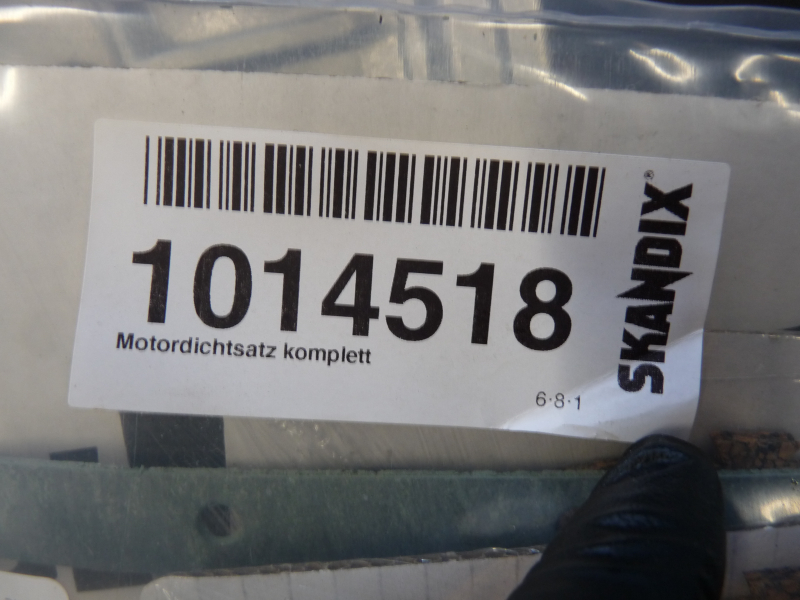 1014518
Motordichtsatz komplett
6·8·1
SKANDIX®